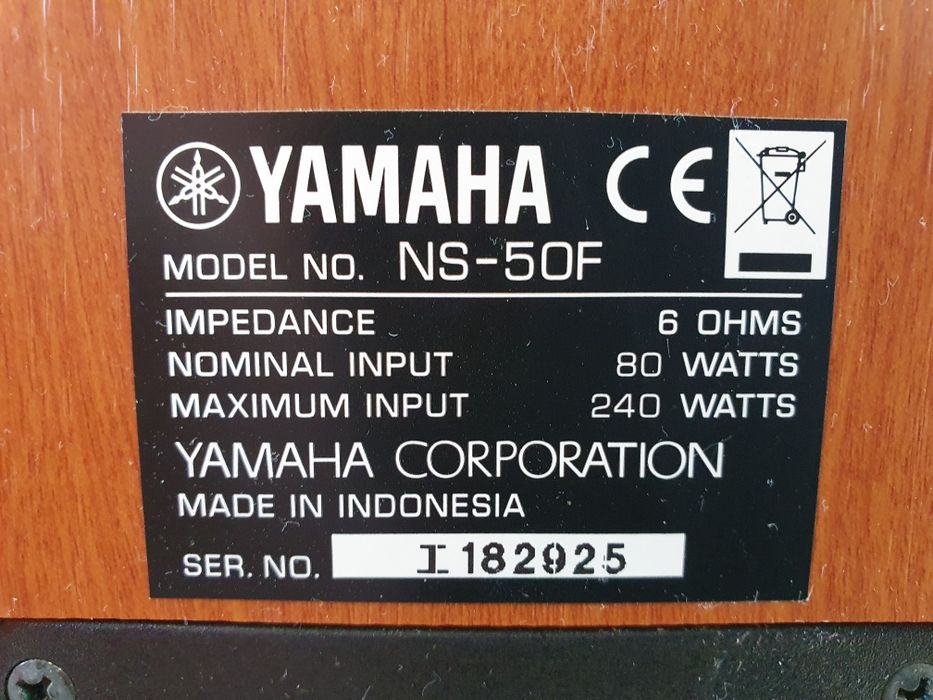 YAMAHA CE
MODEL NO. NS-50F
IMPEDANCE 6 OHMS
NOMINAL INPUT 80 WATTS
MAXIMUM INPUT 240 WATTS
YAMAHA CORPORATION
MADE IN INDONESIA
SER. NO. I182925